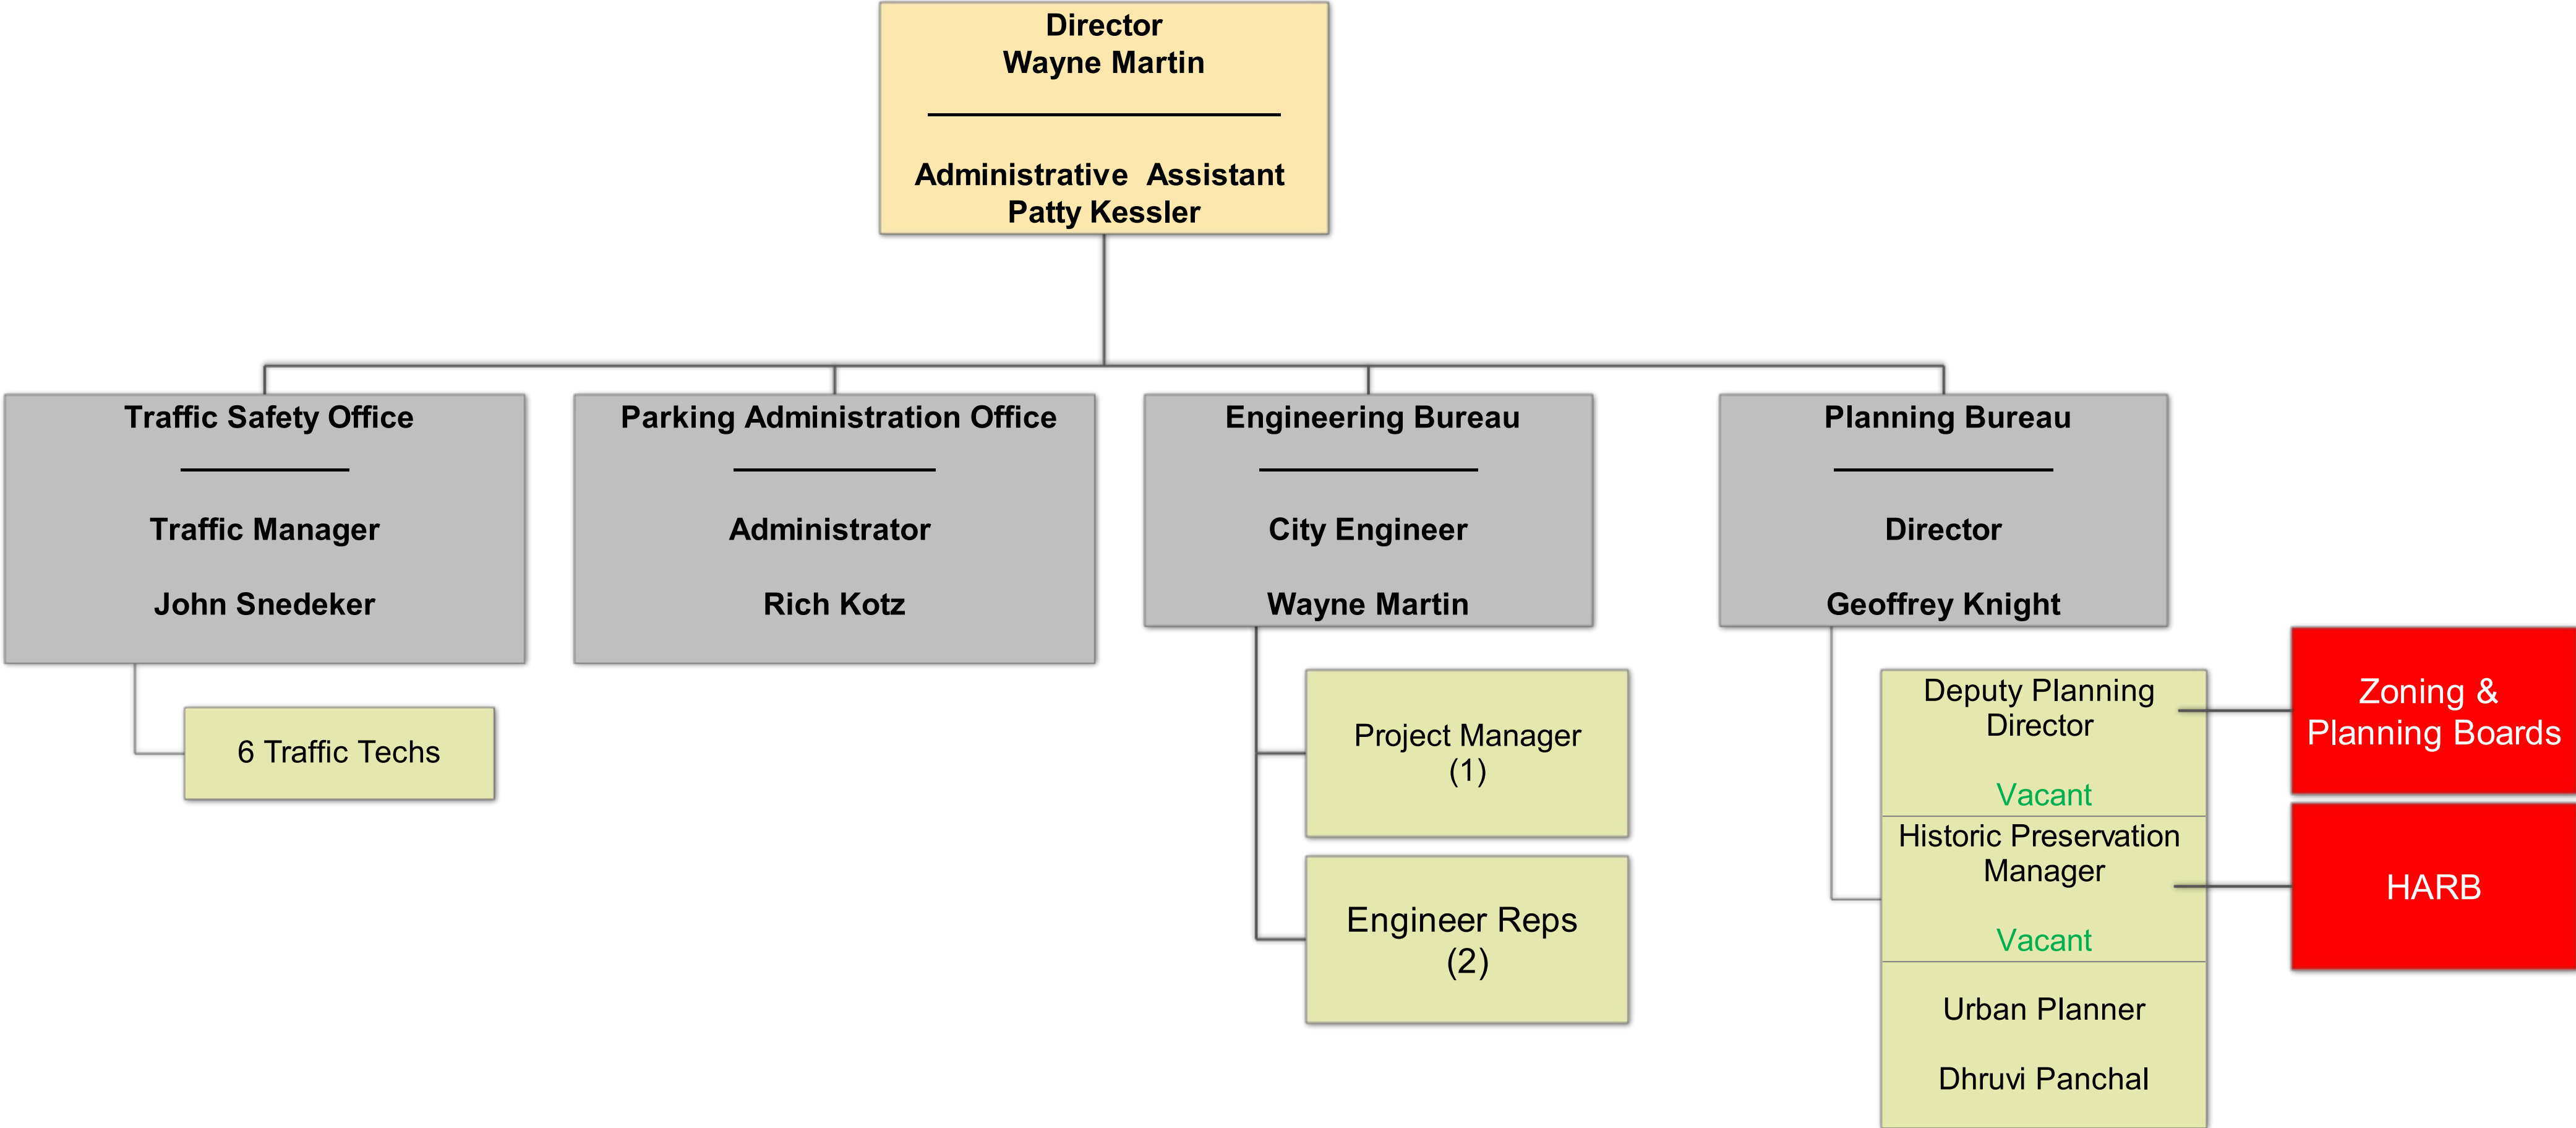 Director
Wayne Martin
Administrative Assistant
Patty Kessler
Traffic Safety Office
Traffic Manager
John Snedeker
Parking Administration Office
Administrator
Rich Kotz
Engineering Bureau
City Engineer
Wayne Martin
Planning Bureau
Director
Geoffrey Knight
6 Traffic Techs
Project Manager
(1)
Engineer Reps
(2)
Deputy Planning
Director
Vacant
Historic Preservation
Manager
Vacant
Urban Planner
Dhruvi Panchal
Zoning &
Planning Boards
HARB